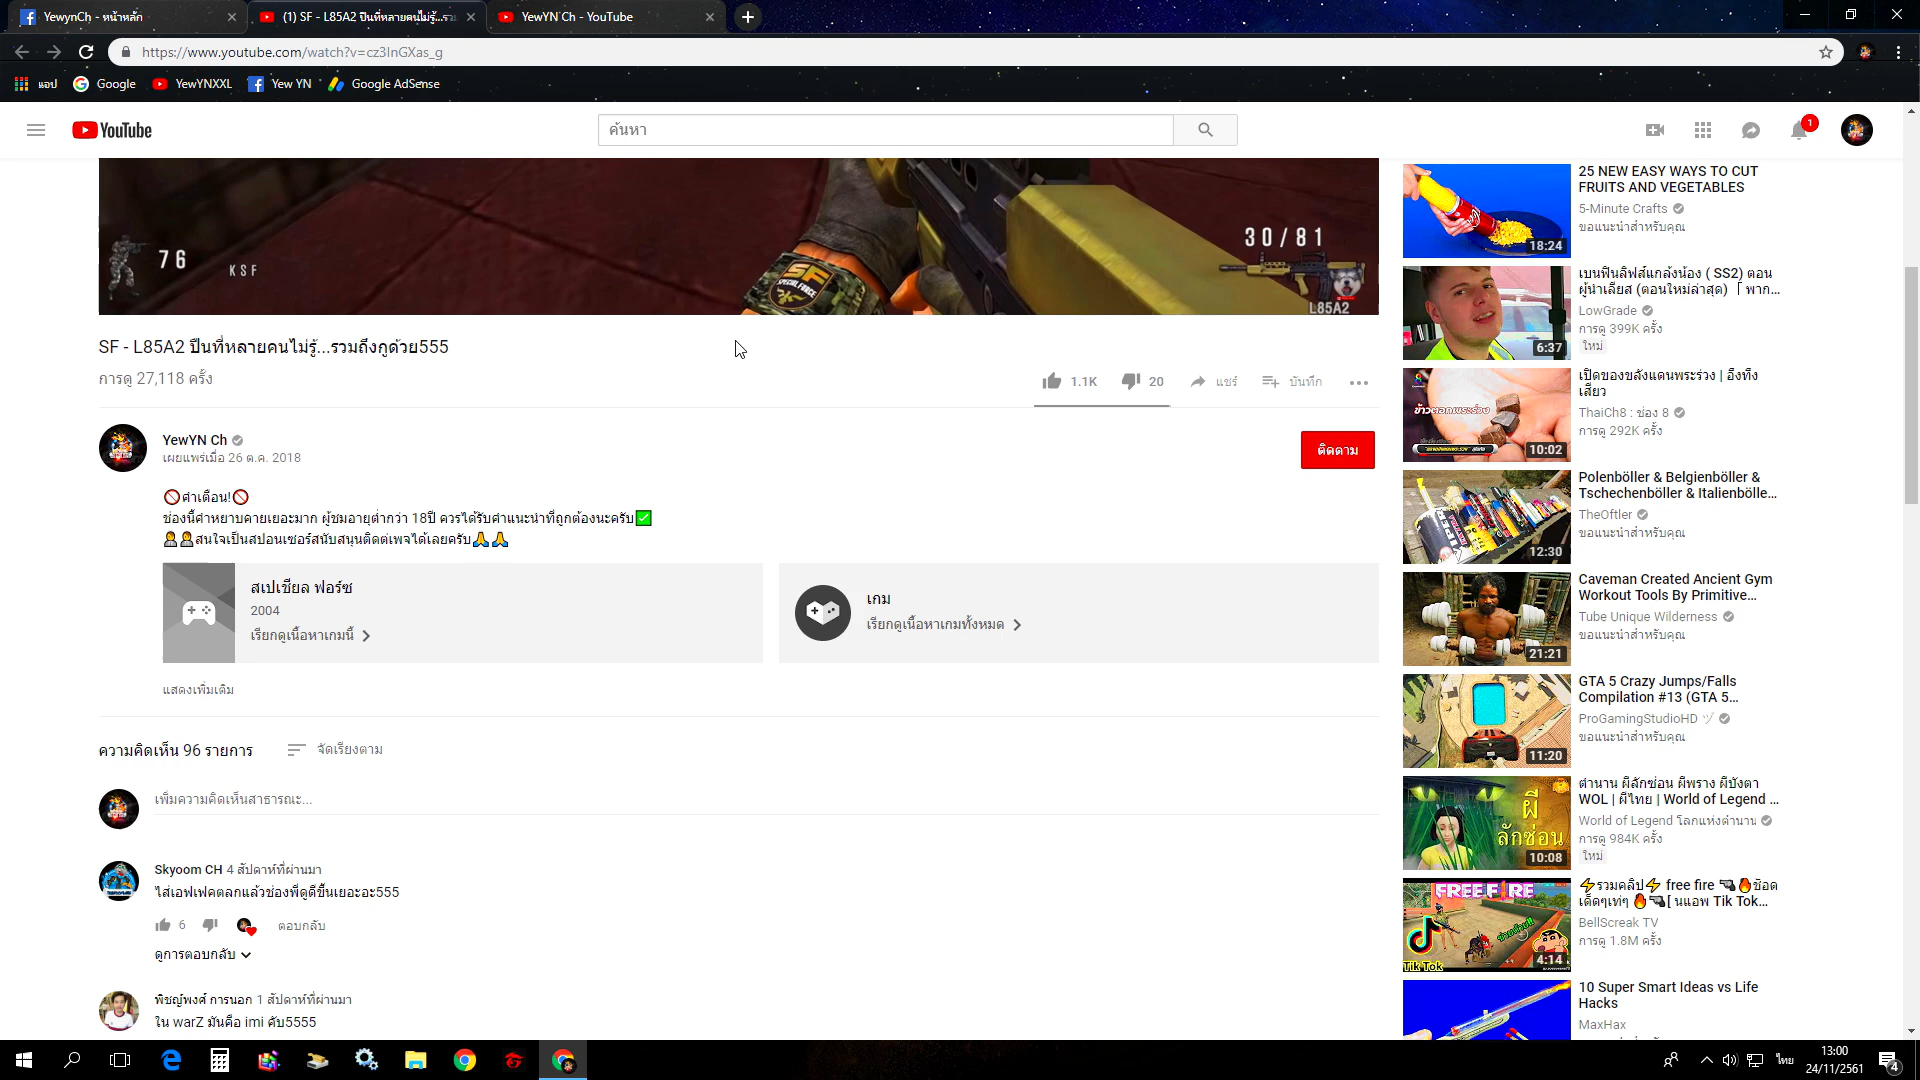 YewynCh - หน้าหลัก
(1) SF - L85A2 ปืนที่หลายคนไม่รู้...รวม
YewYN Ch - YouTube
https://www.youtube.com/watch?v=cz3lnGXas_g
แอป
Google
YewYNXXL
Yew YN
Google AdSense
YouTube
ค้นหา
1
76
KSF
30/81
L85A2
SF - L85A2 ปืนที่หลายคนไม่รู้...รวมถึงกูด้วย555
การดู 27,118 ครั้ง
1.1K
20
แชร์
บันทึก
YewYN Ch
เผยแพร่เมื่อ 26 ต.ค. 2018
ติดตาม
🚫คำเตือน!🚫
ช่องนี้คำหยาบคายเยอะมาก ผู้ชมอายุต่ำกว่า 18ปี ควรได้รับคำแนะนำที่ถูกต้องนะครับ✅
สนใจเป็นสปอนเซอร์สนับสนุนติดต่เพจได้เลยครับ🙏🙏
สเปเชียล ฟอร์ซ
2004
เรียกดูเนื้อหาเกมนี้
เกม
เรียกดูเนื้อหาเกมทั้งหมด
แสดงเพิ่มเติม
ความคิดเห็น 96 รายการ
จัดเรียงตาม
เพิ่มความคิดเห็นสาธารณะ...
Skyoom CH 4 สัปดาห์ที่ผ่านมา
ไส่เอฟเฟคตลกแล้วช่องพี่ดูดีขึ้นเยอะอะ555
6
ตอบกลับ
ดูการตอบกลับ
พิชญ์พงศ์ การนอก 1 สัปดาห์ที่ผ่านมา
ใน warZ มันคือ imi คับ5555
25 NEW EASY WAYS TO CUT
FRUITS AND VEGETABLES
5-Minute Crafts
ขอแนะนำสำหรับคุณ
18:24
เบนฟินลิฟส์แกล้งน้อง ( SS2) ตอน
ผู้นำเลียส (ตอนใหม่ล่าสุด) [ พาก...
LowGrade
การดู 399K ครั้ง
ใหม่
6:37
เปิดของขลังแดนพระร่วง | อึ้งทึ่ง
เสียว
ThaiCh8 : ช่อง 8
การดู 292K ครั้ง
ข้าวตอกพระร่วง
10:02
Polenböller & Belgienböller &
Tschechenböller & Italienbölle...
TheOftler
ขอแนะนำสำหรับคุณ
12:30
Caveman Created Ancient Gym
Workout Tools By Primitive...
Tube Unique Wilderness
ขอแนะนำสำหรับคุณ
21:21
GTA 5 Crazy Jumps/Falls
Compilation #13 (GTA 5...
ProGamingStudioHD ヅ
ขอแนะนำสำหรับคุณ
11:20
ตำนาน ผีลักซ่อน ผีพราง ผีบังตา
WOL | ผีไทย | World of Legend ...
World of Legend โลกแห่งตำนาน
การดู 984K ครั้ง
ใหม่
ผี
ลักซ่อน
10:08
⚡รวมคลิป⚡ free fire 🔫🔥ช๊อด
เด็ดๆเท่ๆ 🔥🔫[ นแอพ Tik Tok...
BellScreak TV
การดู 1.8M ครั้ง
FREE FIRE
Tik Tok
4:14
10 Super Smart Ideas vs Life
Hacks
MaxHax
ไทย
13:00
24/11/2561
4